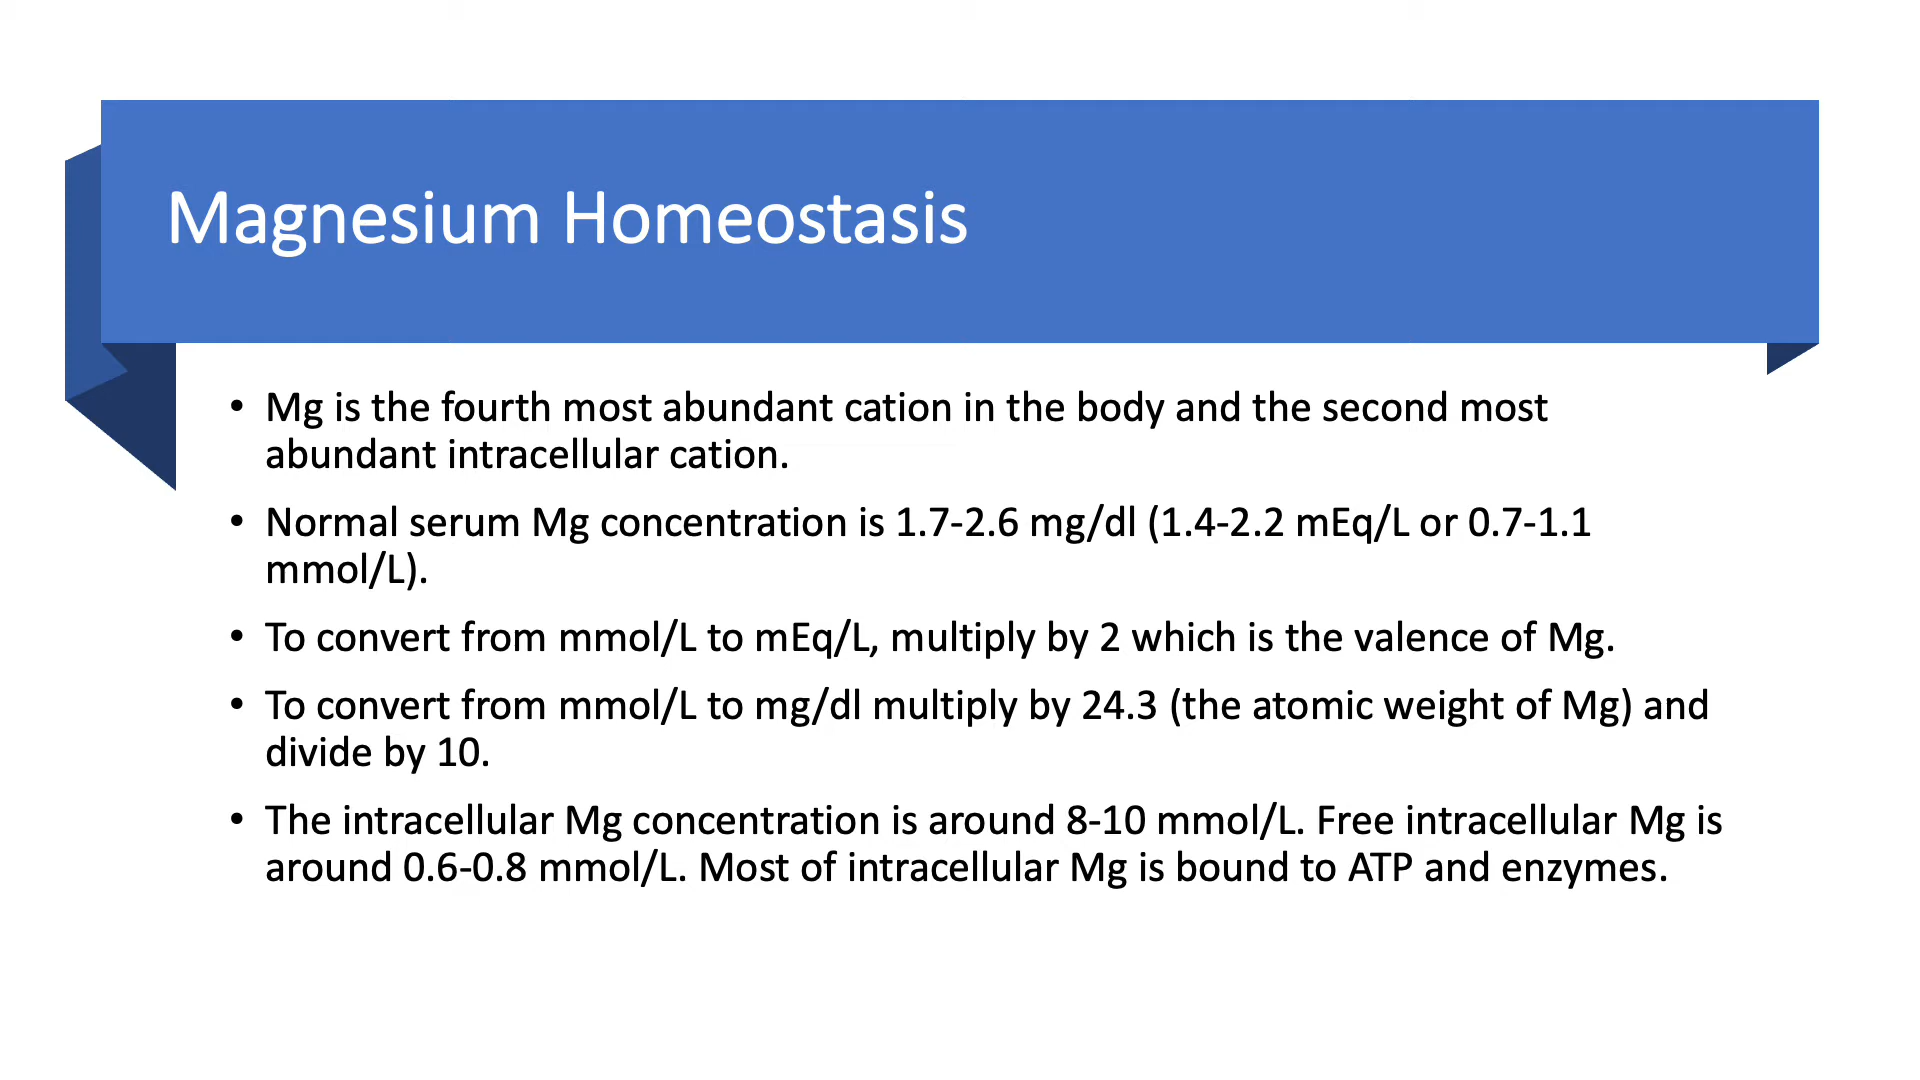 Magnesium Homeostasis
• Mg is the fourth most abundant cation in the body and the second most
abundant intracellular cation.
• Normal serum Mg concentration is 1.7-2.6 mg/dl (1.4-2.2 mEq/L or 0.7-1.1
mmol/L).
• To convert from mmol/L to mEq/L, multiply by 2 which is the valence of Mg.
• To convert from mmol/L to mg/dl multiply by 24.3 (the atomic weight of Mg) and
divide by 10.
• The intracellular Mg concentration is around 8-10 mmol/L. Free intracellular Mg is
around 0.6-0.8 mmol/L. Most of intracellular Mg is bound to ATP and enzymes.